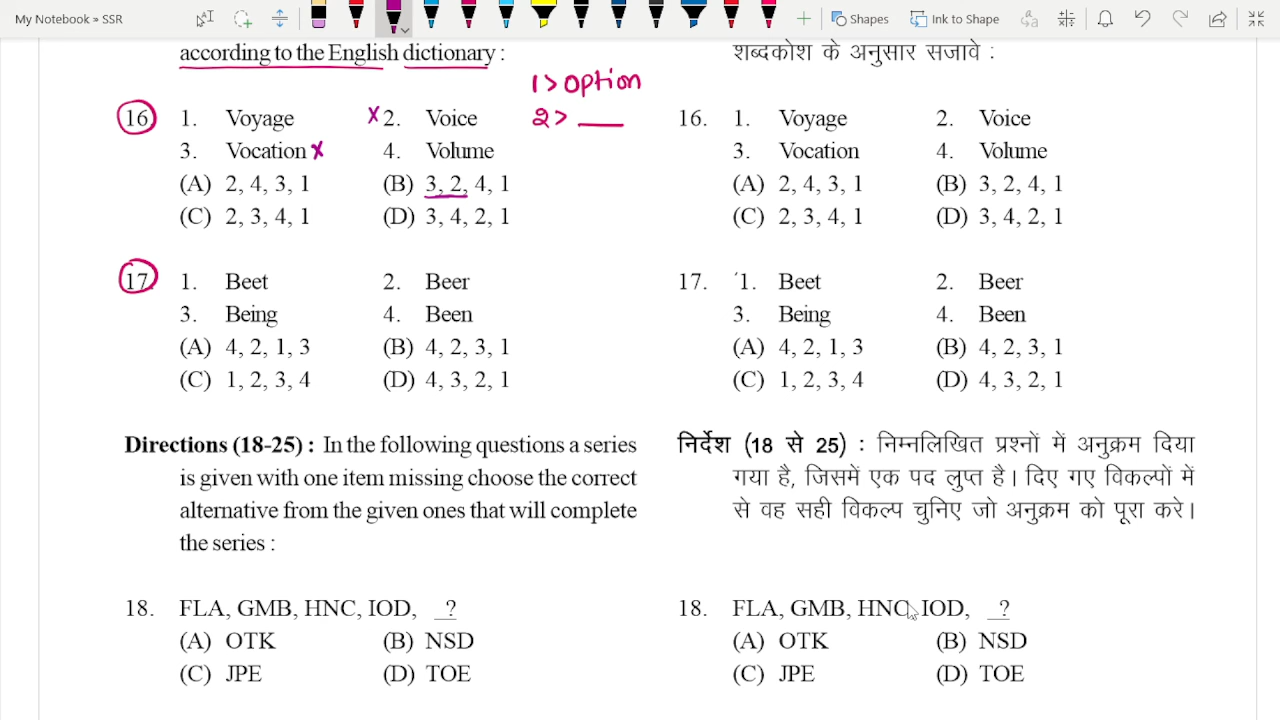 My Notebook » SSR
Shapes
Ink to Shape
according to the English dictionary :
1> Option
2> ___
16. 1. Voyage 2. Voice
3. Vocation 4. Volume
(A) 2, 4, 3, 1 (B) 3, 2, 4, 1
(C) 2, 3, 4, 1 (D) 3, 4, 2, 1
17. 1. Beet 2. Beer
3. Being 4. Been
(A) 4, 2, 1, 3 (B) 4, 2, 3, 1
(C) 1, 2, 3, 4 (D) 4, 3, 2, 1
Directions (18-25) : In the following questions a series
is given with one item missing choose the correct
alternative from the given ones that will complete
the series :
18. FLA, GMB, HNC, IOD, ?
(A) OTK (B) NSD
(C) JPE (D) TOE
शब्दकोश के अनुसार सजावे :
16. 1. Voyage 2. Voice
3. Vocation 4. Volume
(A) 2, 4, 3, 1 (B) 3, 2, 4, 1
(C) 2, 3, 4, 1 (D) 3, 4, 2, 1
17. 1. Beet 2. Beer
3. Being 4. Been
(A) 4, 2, 1, 3 (B) 4, 2, 3, 1
(C) 1, 2, 3, 4 (D) 4, 3, 2, 1
निर्देश (18 से 25) : निम्नलिखित प्रश्नों में अनुक्रम दिया
गया है, जिसमें एक पद लुप्त है। दिए गए विकल्पों में
से वह सही विकल्प चुनिए जो अनुक्रम को पूरा करे।
18. FLA, GMB, HNC, IOD, ?
(A) OTK (B) NSD
(C) JPE (D) TOE